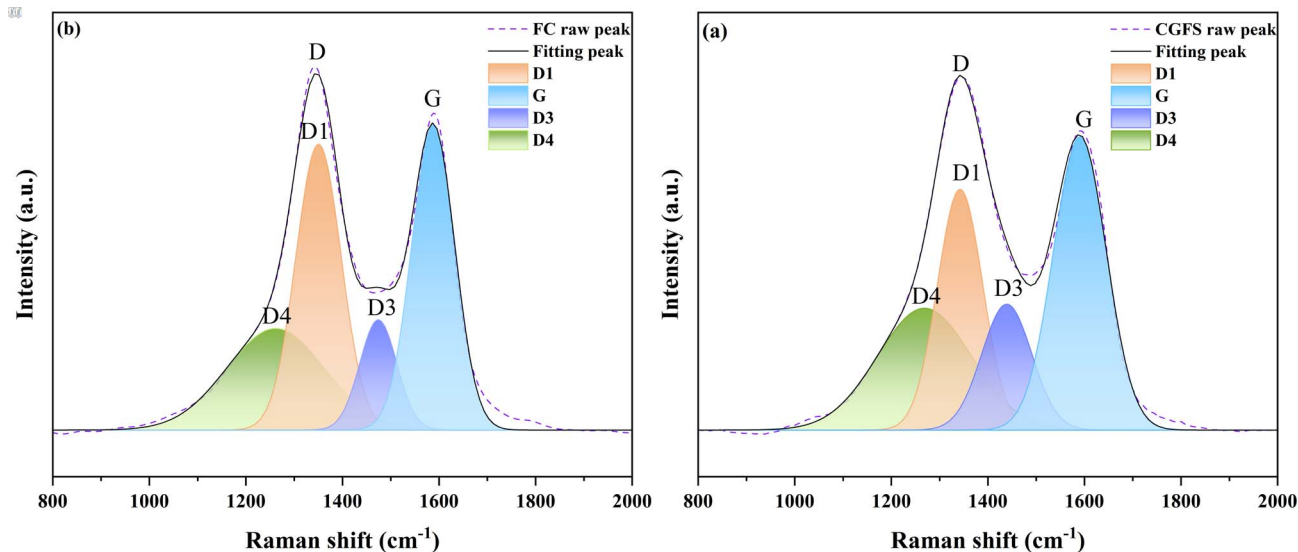 (b)
FC raw peak
Fitting peak
D1
G
D3
D4
D
G
D1
D4
D3
Intensity (a.u.)
800 1000 1200 1400 1600 1800 2000
Raman shift (cm-1)
(a)
CGFS raw peak
Fitting peak
D1
G
D3
D4
D
G
D1
D4
D3
Intensity (a.u.)
800 1000 1200 1400 1600 1800 2000
Raman shift (cm-1)